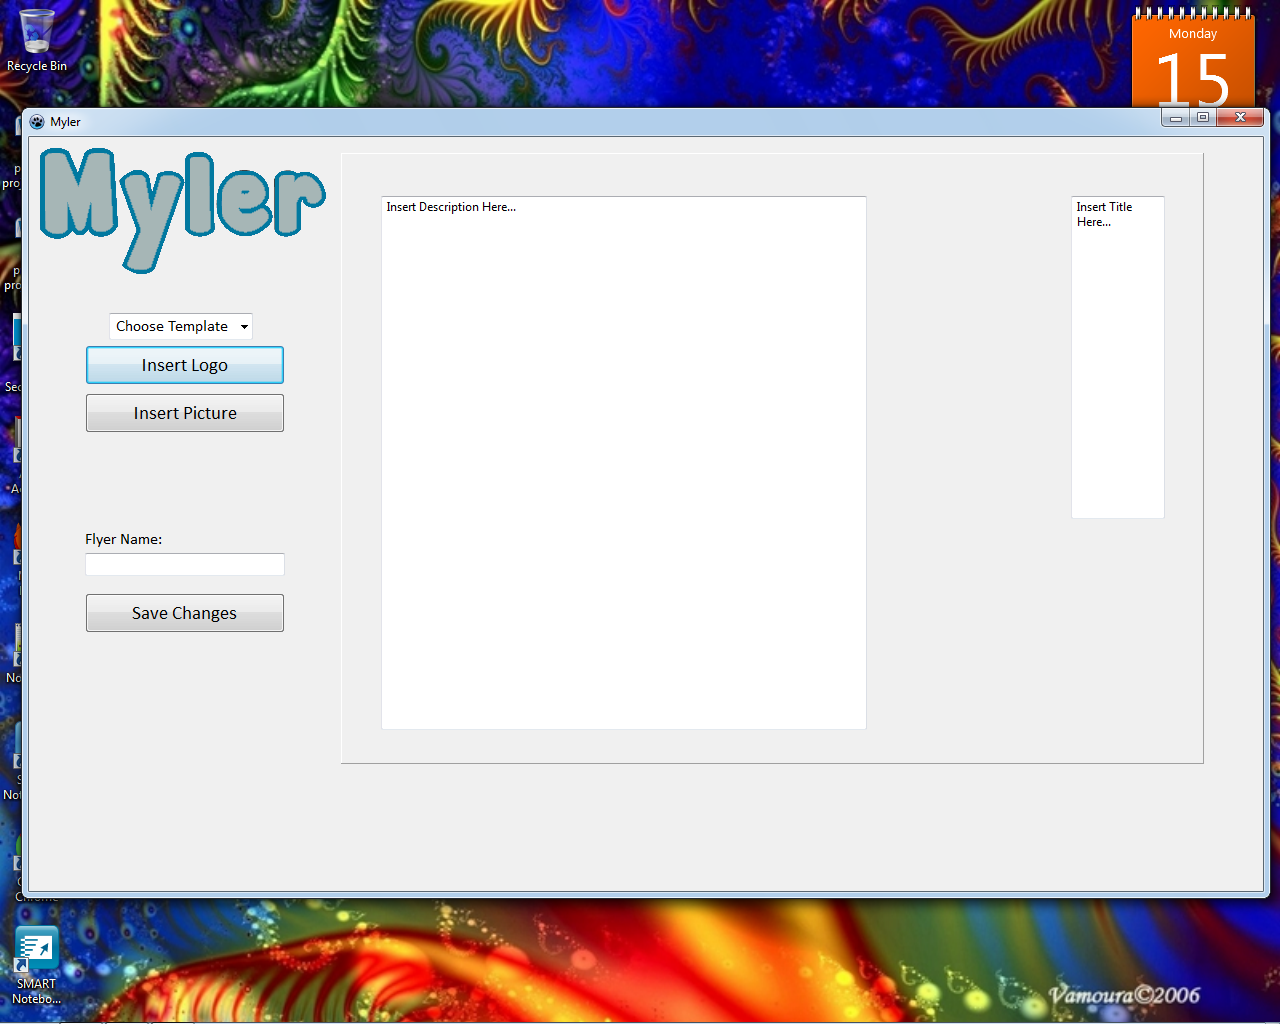 Recycle Bin
Monday
15
Myler
Myler
Insert Description Here...
Insert Title
Here...
Choose Template
Insert Logo
Insert Picture
Flyer Name:
Save Changes
SMART
Notebo...
Vamoura©2006